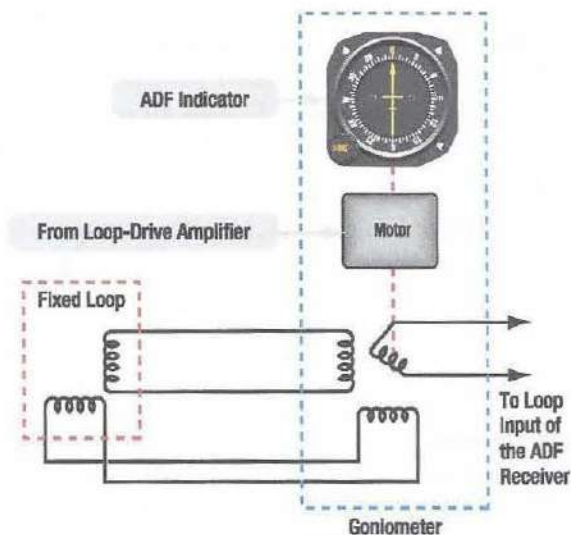 ADF Indicator
From Loop-Drive Amplifier
Motor
Fixed Loop
To Loop
Input of
the ADF
Receiver
Goniometer